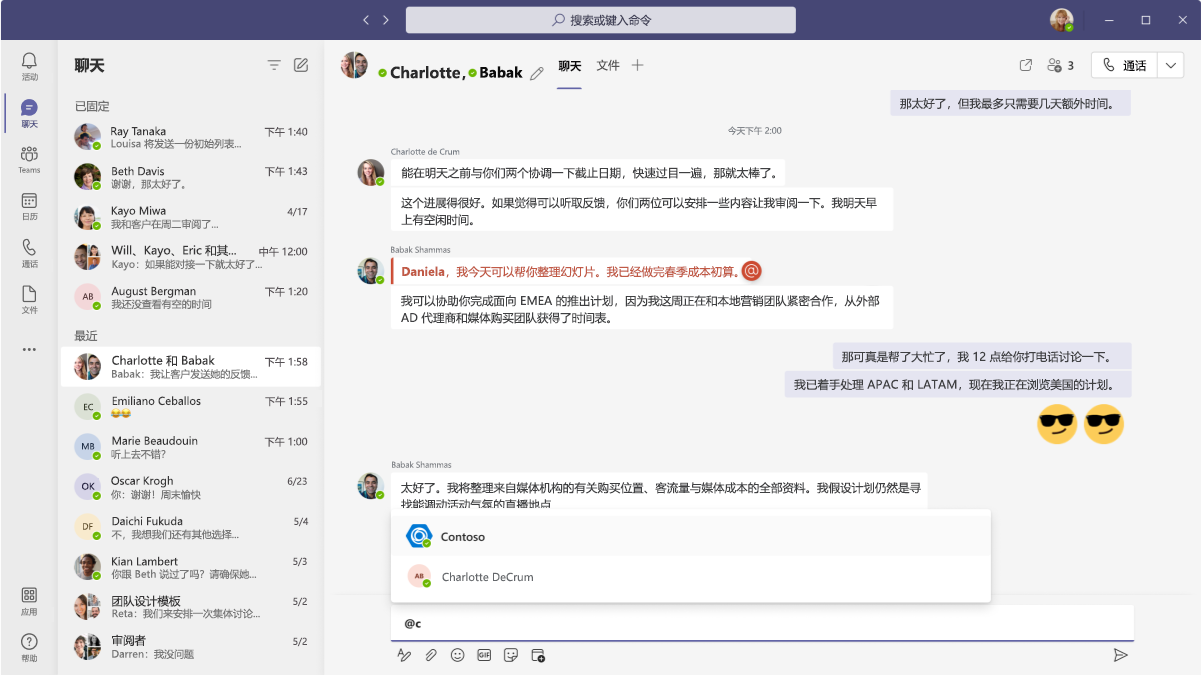 搜索或键入命令
活动
聊天
Teams
日历
通话
文件
应用
帮助
聊天
已固定
Ray Tanaka 下午 1:40
Louisa 将发送一份初始列表...
Beth Davis 下午 1:43
谢谢，那太好了。
Kayo Miwa 4/17
我和客户在周二审阅了...
Will、Kayo、Eric 和其... 中午 12:00
Kayo：如果能对接一下就太好了...
AB
August Bergman 下午 1:20
我还没查看有空的时间
最近
Charlotte 和 Babak 下午 1:58
Babak：我让客户发送她的反馈...
EC
Emiliano Ceballos 下午 1:55
😂😂
MB
Marie Beaudouin 下午 1:00
听上去不错?
OK
Oscar Krogh 6/23
你：谢谢！周末愉快
DF
Daichi Fukuda 5/4
不，我想我们还有其他选择...
Kian Lambert 5/3
你跟 Beth 说过了吗？请确保她...
团队设计模板 5/2
Reta：我们来安排一次集体讨论...
审阅者 5/2
Darren：我没问题
Charlotte, Babak
聊天 文件
3
通话
那太好了，但我最多只需要几天额外时间。
今天下午 2:00
Charlotte de Crum
能在明天之前与你们两个协调一下截止日期，快速过目一遍，那就太棒了。
这个进展得很好。如果觉得可以听取反馈，你们两位可以安排一些内容让我审阅一下。我明天早
上有空闲时间。
Babak Shammas
Daniela，我今天可以帮你整理幻灯片。我已经做完春季成本初算。@
我可以协助你完成面向 EMEA 的推出计划，因为我这周正在和本地营销团队紧密合作，从外部
AD 代理商和媒体购买团队获得了时间表。
那可真是帮了大忙了，我 12 点给你打电话讨论一下。
我已着手处理 APAC 和 LATAM，现在我正在浏览美国的计划。
😎😎
Babak Shammas
太好了。我将整理来自媒体机构的有关购买位置、客流量与媒体成本的全部资料。我假设计划仍然是寻
找能调动活动气氛的直播地点
Contoso
AB
Charlotte DeCrum
@c
GIF